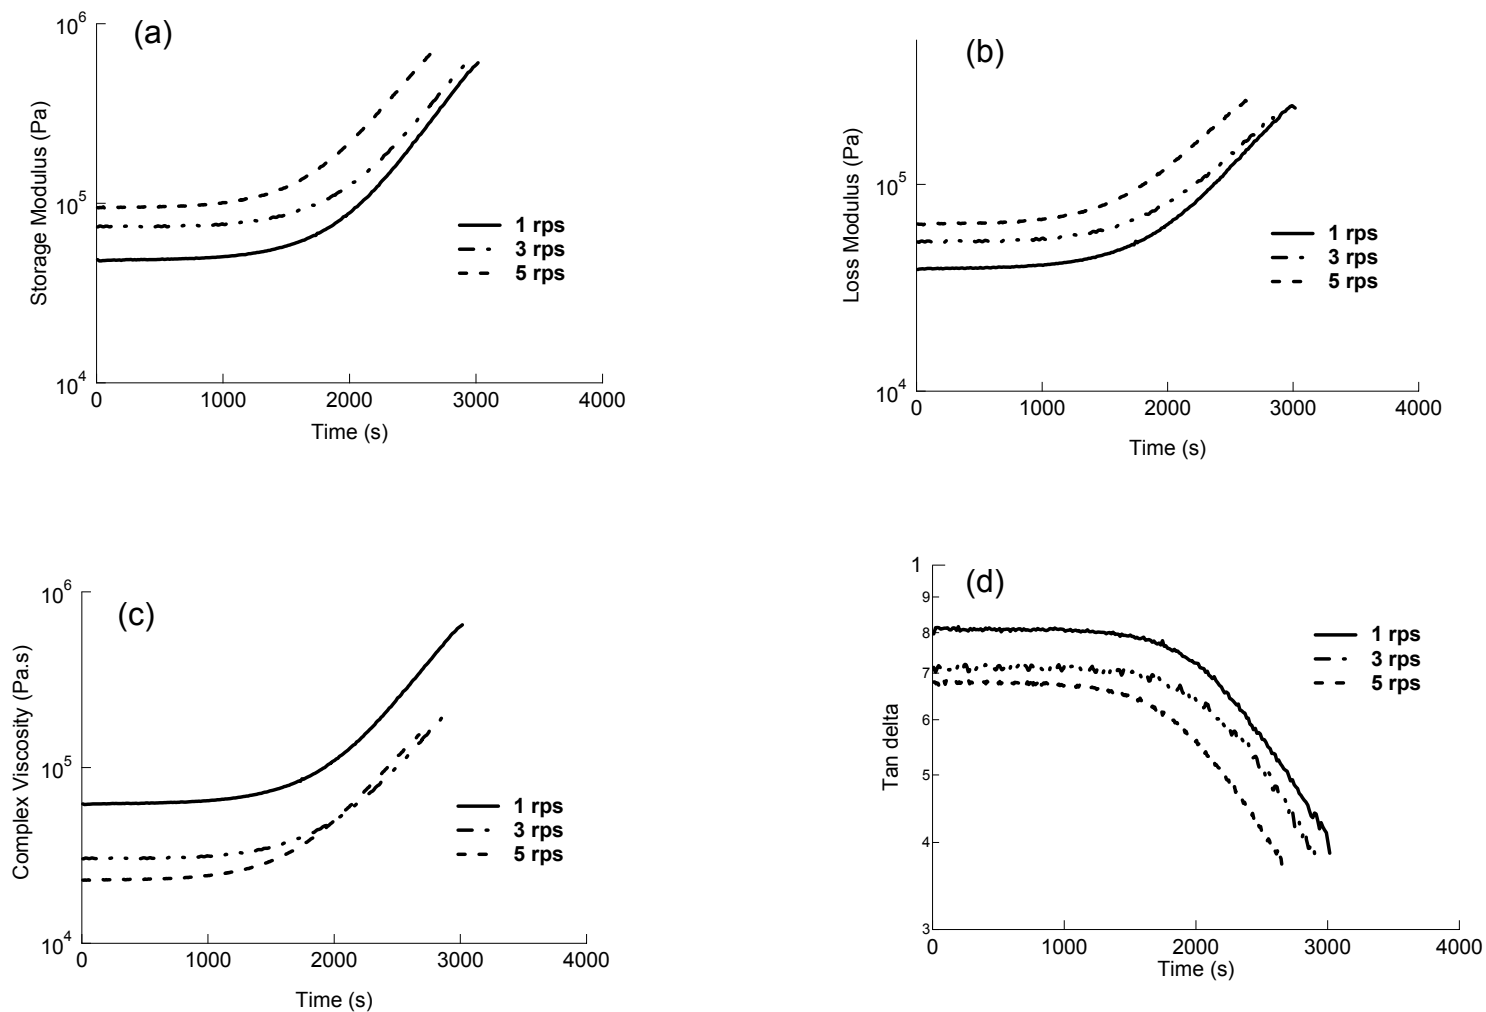 (a)
Storage Modulus (Pa)
10^6
10^5
10^4
0 1000 2000 3000 4000
Time (s)
1 rps
3 rps
5 rps
(b)
Loss Modulus (Pa)
10^5
10^4
0 1000 2000 3000 4000
Time (s)
1 rps
3 rps
5 rps
(c)
Complex Viscosity (Pa.s)
10^6
10^5
10^4
0 1000 2000 3000 4000
Time (s)
1 rps
3 rps
5 rps
(d)
Tan delta
1
9
8
7
6
5
4
3
0 1000 2000 3000 4000
Time (s)
1 rps
3 rps
5 rps